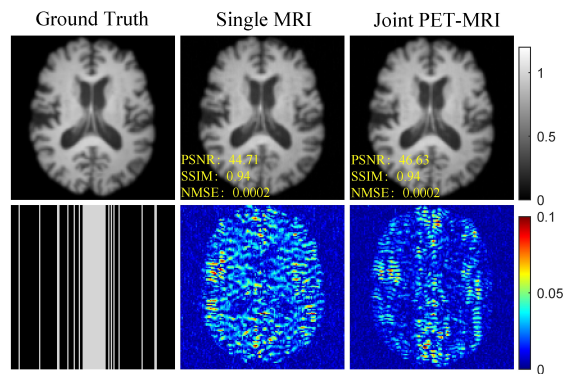 Ground Truth
Single MRI
Joint PET-MRI
PSNR: 44.71
SSIM: 0.94
NMSE: 0.0002
PSNR: 46.63
SSIM: 0.94
NMSE: 0.0002
1
0.5
0
0.1
0.05
0